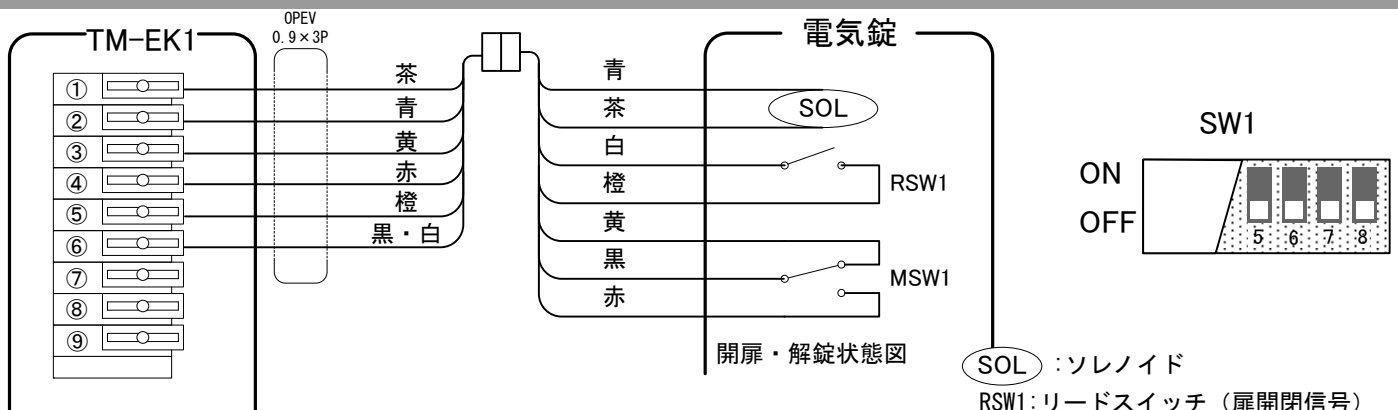 TM-EK1
OPEV
0.9×3P
①
②
③
④
⑤
⑥
⑦
⑧
⑨
茶
青
黄
赤
橙
黒・白
青
茶
白
橙
黄
黒
赤
電気錠
SOL
RSW1
MSW1
開扉・解錠状態図
SW1
ON
OFF
5 6 7 8
SOL :ソレノイド
RSW1:リードスイッチ（扉開閉信号）